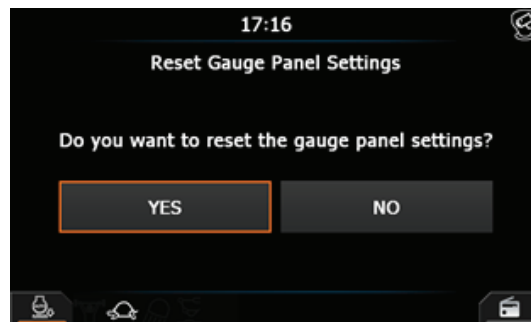 17:16
Reset Gauge Panel Settings
Do you want to reset the gauge panel settings?
YES
NO